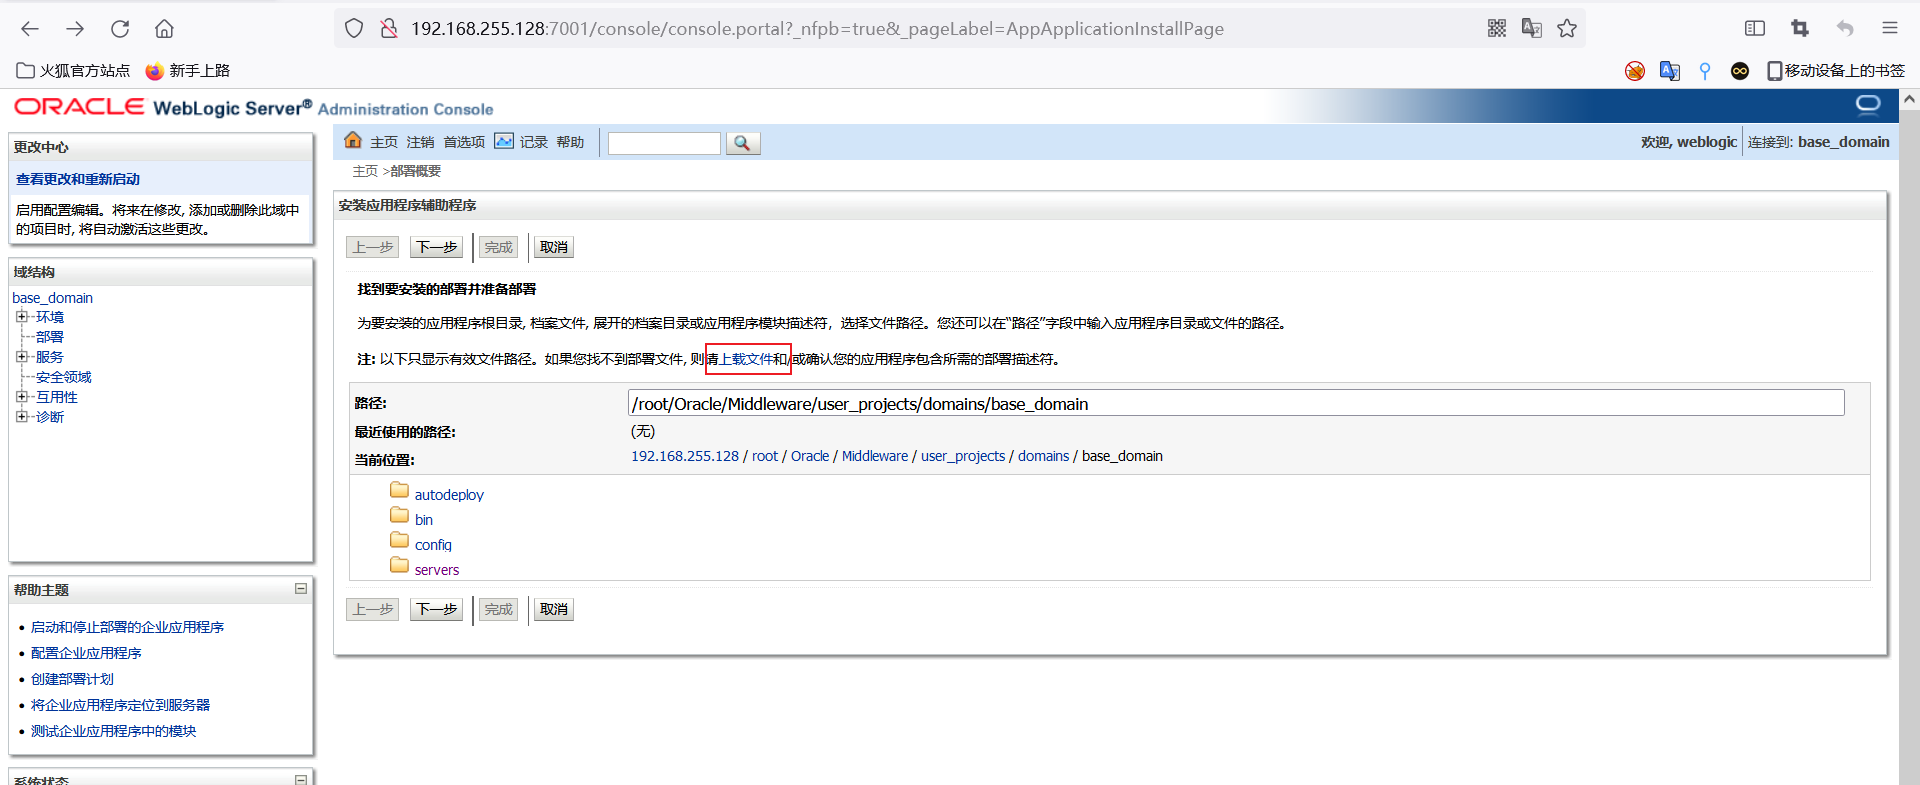 192.168.255.128:7001/console/console.portal?_nfpb=true&_pageLabel=AppApplicationInstallPage
火狐官方站点 新手上路 移动设备上的书签
ORACLE WebLogic Server® Administration Console
更改中心
查看更改和重新启动
启用配置编辑。将来在修改, 添加或删除此域中
的项目时, 将自动激活这些更改。
域结构
base_domain
环境
部署
服务
安全领域
互用性
诊断
帮助主题
启动和停止部署的企业应用程序
配置企业应用程序
创建部署计划
将企业应用程序定位到服务器
测试企业应用程序中的模块
系统状态
主页 注销 首选项 记录 帮助
欢迎, weblogic 连接到: base_domain
主页 >部署概要
安装应用程序辅助程序
上一步 下一步 完成 取消
找到要安装的部署并准备部署
为要安装的应用程序根目录, 档案文件, 展开的档案目录或应用程序模块描述符，选择文件路径。您还可以在“路径”字段中输入应用程序目录或文件的路径。
注: 以下只显示有效文件路径。如果您找不到部署文件, 则请上载文件和/或确认您的应用程序包含所需的部署描述符。
路径: /root/Oracle/Middleware/user_projects/domains/base_domain
最近使用的路径: (无)
当前位置: 192.168.255.128 / root / Oracle / Middleware / user_projects / domains / base_domain
autodeploy
bin
config
servers
上一步 下一步 完成 取消